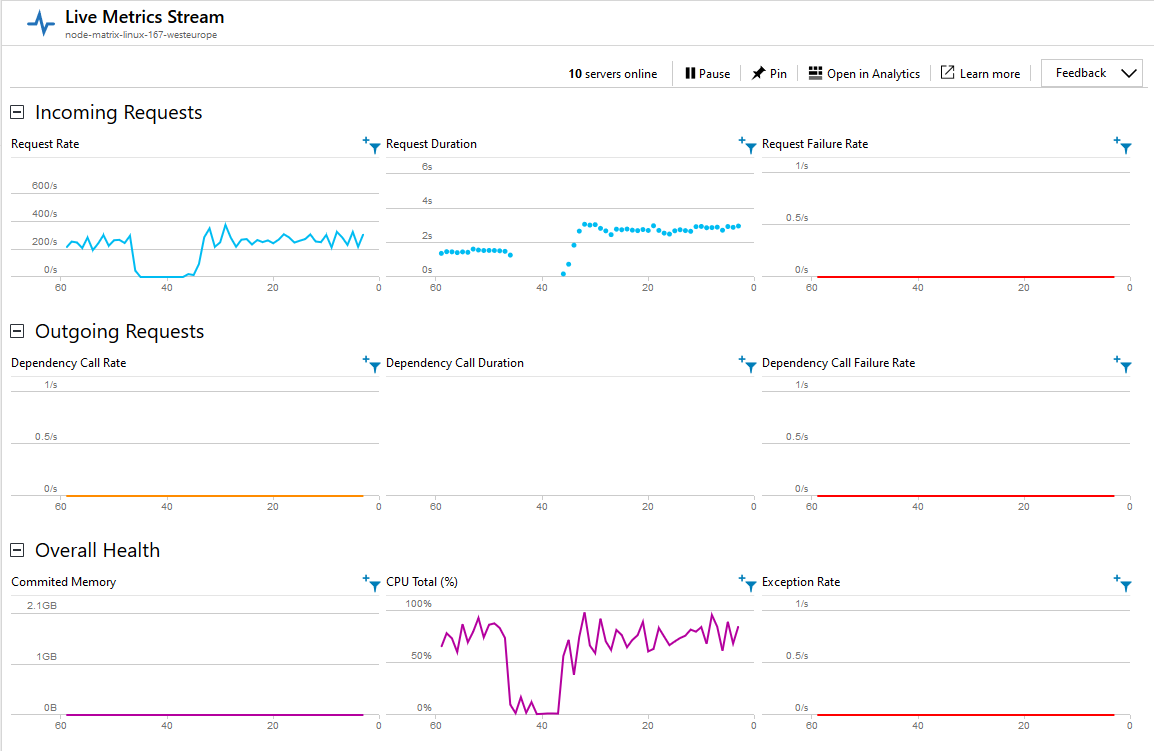 Live Metrics Stream
node-matrix-linux-167-westeurope
10 servers online Pause Pin Open in Analytics Learn more Feedback
Incoming Requests
Request Rate
600/s
400/s
200/s
0/s
60 40 20 0
Request Duration
6s
4s
2s
0s
60 40 20 0
Request Failure Rate
1/s
0.5/s
0/s
60 40 20 0
Outgoing Requests
Dependency Call Rate
1/s
0.5/s
0/s
60 40 20 0
Dependency Call Duration
60 40 20 0
Dependency Call Failure Rate
1/s
0.5/s
0/s
60 40 20 0
Overall Health
Commited Memory
2.1GB
1GB
0B
60 40 20 0
CPU Total (%)
100%
50%
0%
60 40 20 0
Exception Rate
1/s
0.5/s
0/s
60 40 20 0